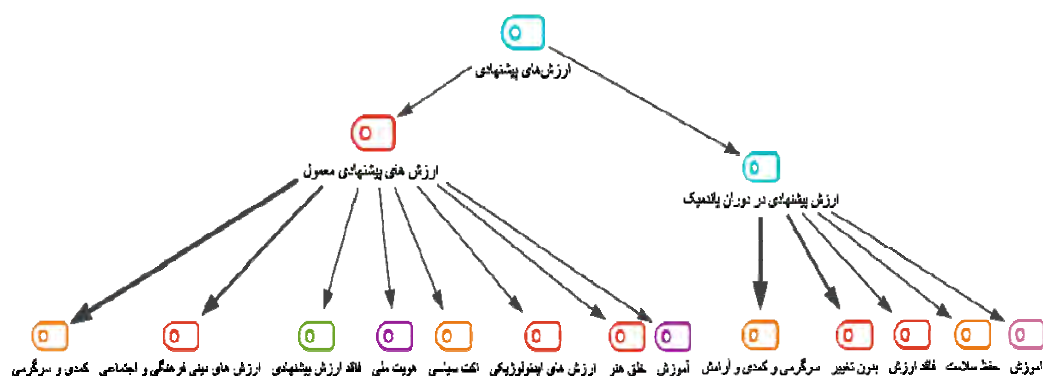 ارزش‌های پیشنهادی
ارزش های پیشنهادی معمول
ارزش پیشنهادی در دوران پاندمیک
آموزش
حفظ سلامت
فاقد ارزش
بدون تغییر
سرگرمی و کمدی و آرامش
آموزش
خلق هنر
ارزش های ایدئولوژیکی
اکت سیاسی
هویت ملی
فاقد ارزش پیشنهادی
ارزش های دینی فرهنگی و اجتماعی
کمدی و سرگرمی